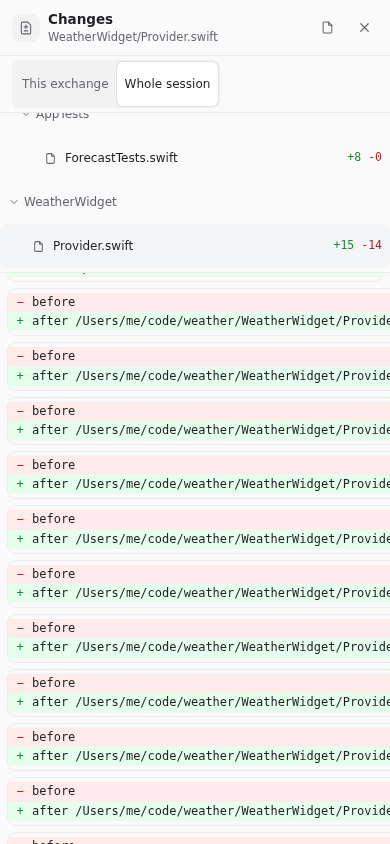 Changes
WeatherWidget/Provider.swift
This exchange
Whole session
AppTests
ForecastTests.swift
+8 -0
WeatherWidget
Provider.swift
+15 -14
− before
+ after /Users/me/code/weather/WeatherWidget/Provide
− before
+ after /Users/me/code/weather/WeatherWidget/Provide
− before
+ after /Users/me/code/weather/WeatherWidget/Provide
− before
+ after /Users/me/code/weather/WeatherWidget/Provide
− before
+ after /Users/me/code/weather/WeatherWidget/Provide
− before
+ after /Users/me/code/weather/WeatherWidget/Provide
− before
+ after /Users/me/code/weather/WeatherWidget/Provide
− before
+ after /Users/me/code/weather/WeatherWidget/Provide
− before
+ after /Users/me/code/weather/WeatherWidget/Provide
− before
+ after /Users/me/code/weather/WeatherWidget/Provide